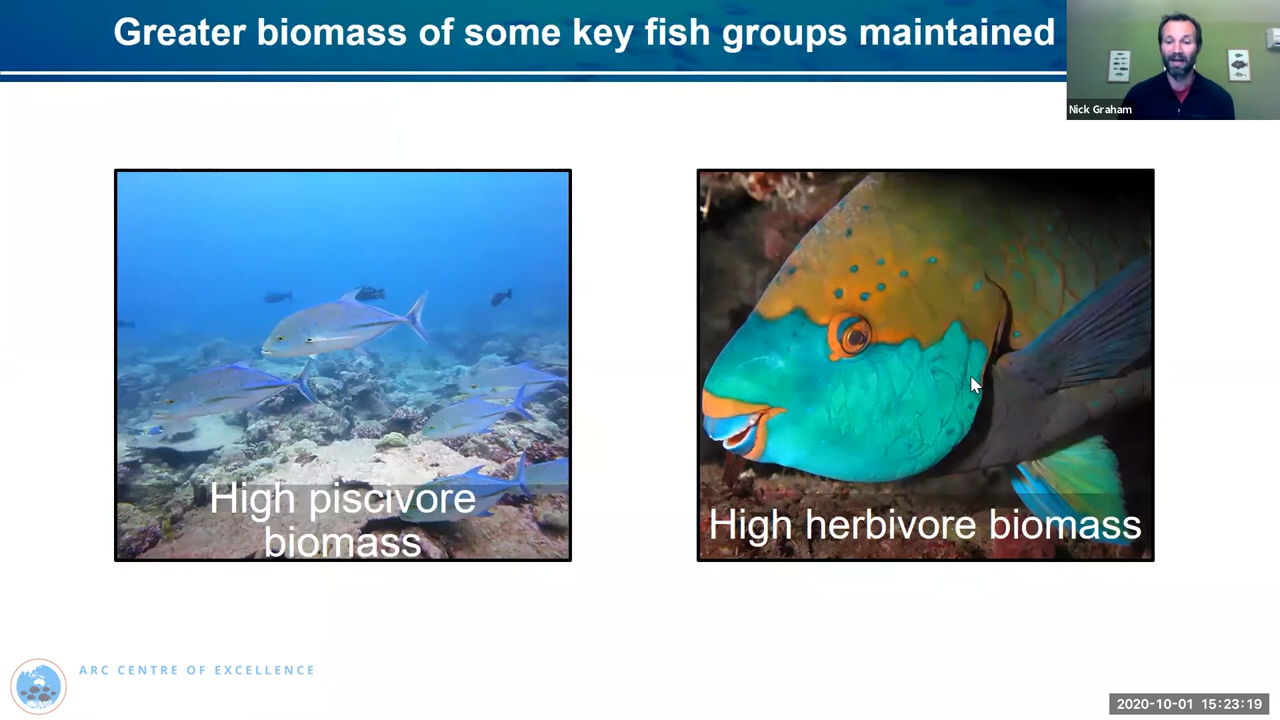 Greater biomass of some key fish groups maintained
Nick Graham
High piscivore
biomass
High herbivore biomass
ARC CENTRE OF EXCELLENCE
2020-10-01 15:23:19